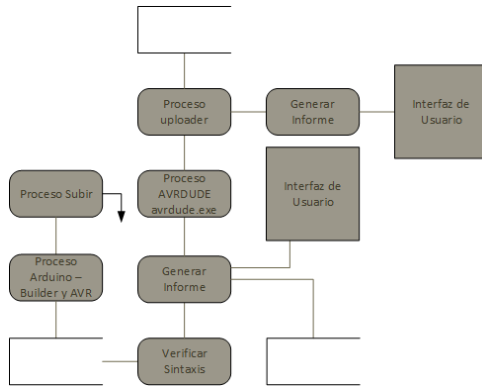 Proceso
uploader
Generar
Informe
Interfaz de
Usuario
Proceso Subir
Proceso
AVRDUDE
avrdude.exe
Interfaz de
Usuario
Proceso
Arduino –
Builder y AVR
Generar
Informe
Verificar
Sintaxis